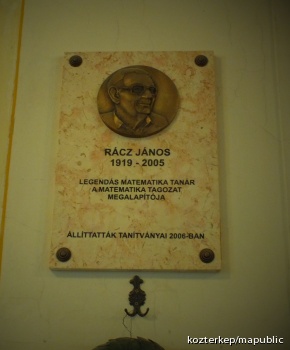 RÁCZ JÁNOS
1919 - 2005
LEGENDÁS MATEMATIKA TANÁR
A MATEMATIKA TAGOZAT
MEGALAPÍTÓJA
ÁLLÍTTATTÁK TANÍTVÁNYAI 2006-BAN
kozterkep/mapublic